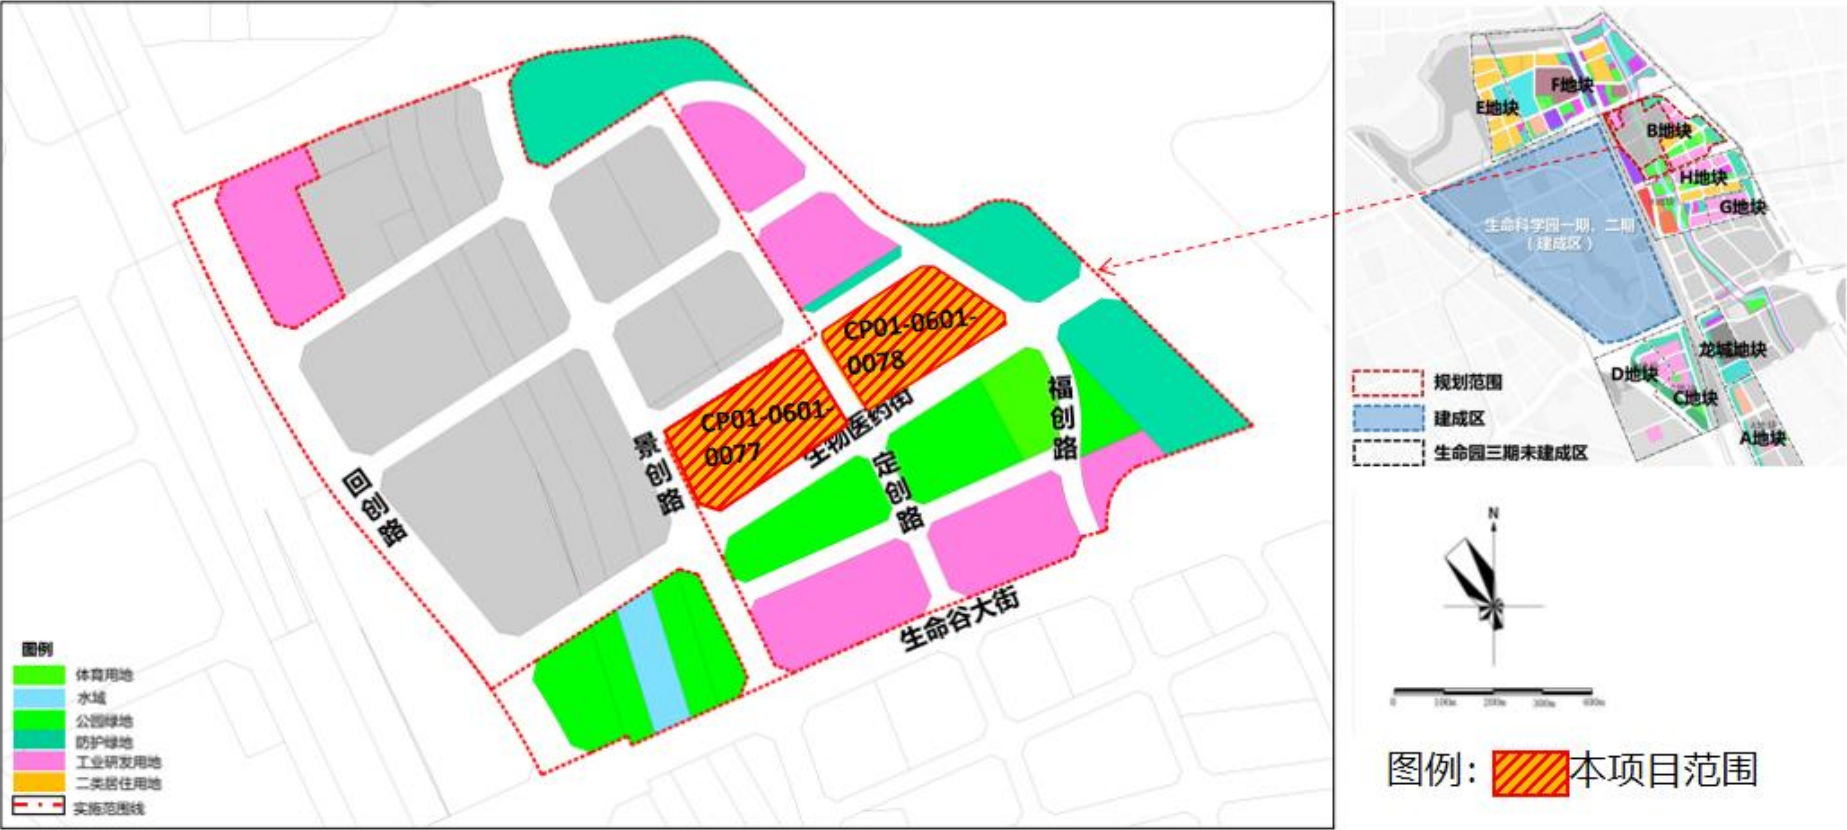 CP01-0601-
0078
CP01-0601-
0077
生物医药街
景创路
定创路
福创路
回创路
生命谷大街
图例
体育用地
水域
公园绿地
防护绿地
工业研发用地
二类居住用地
实施范围线
F地块
E地块
B地块
H地块
G地块
生命科学园一期、二期
（建成区）
龙城地块
D地块
C地块
A地块
规划范围
建成区
生命园三期未建成区
N
0 100m 200m 300m 400m
图例：本项目范围